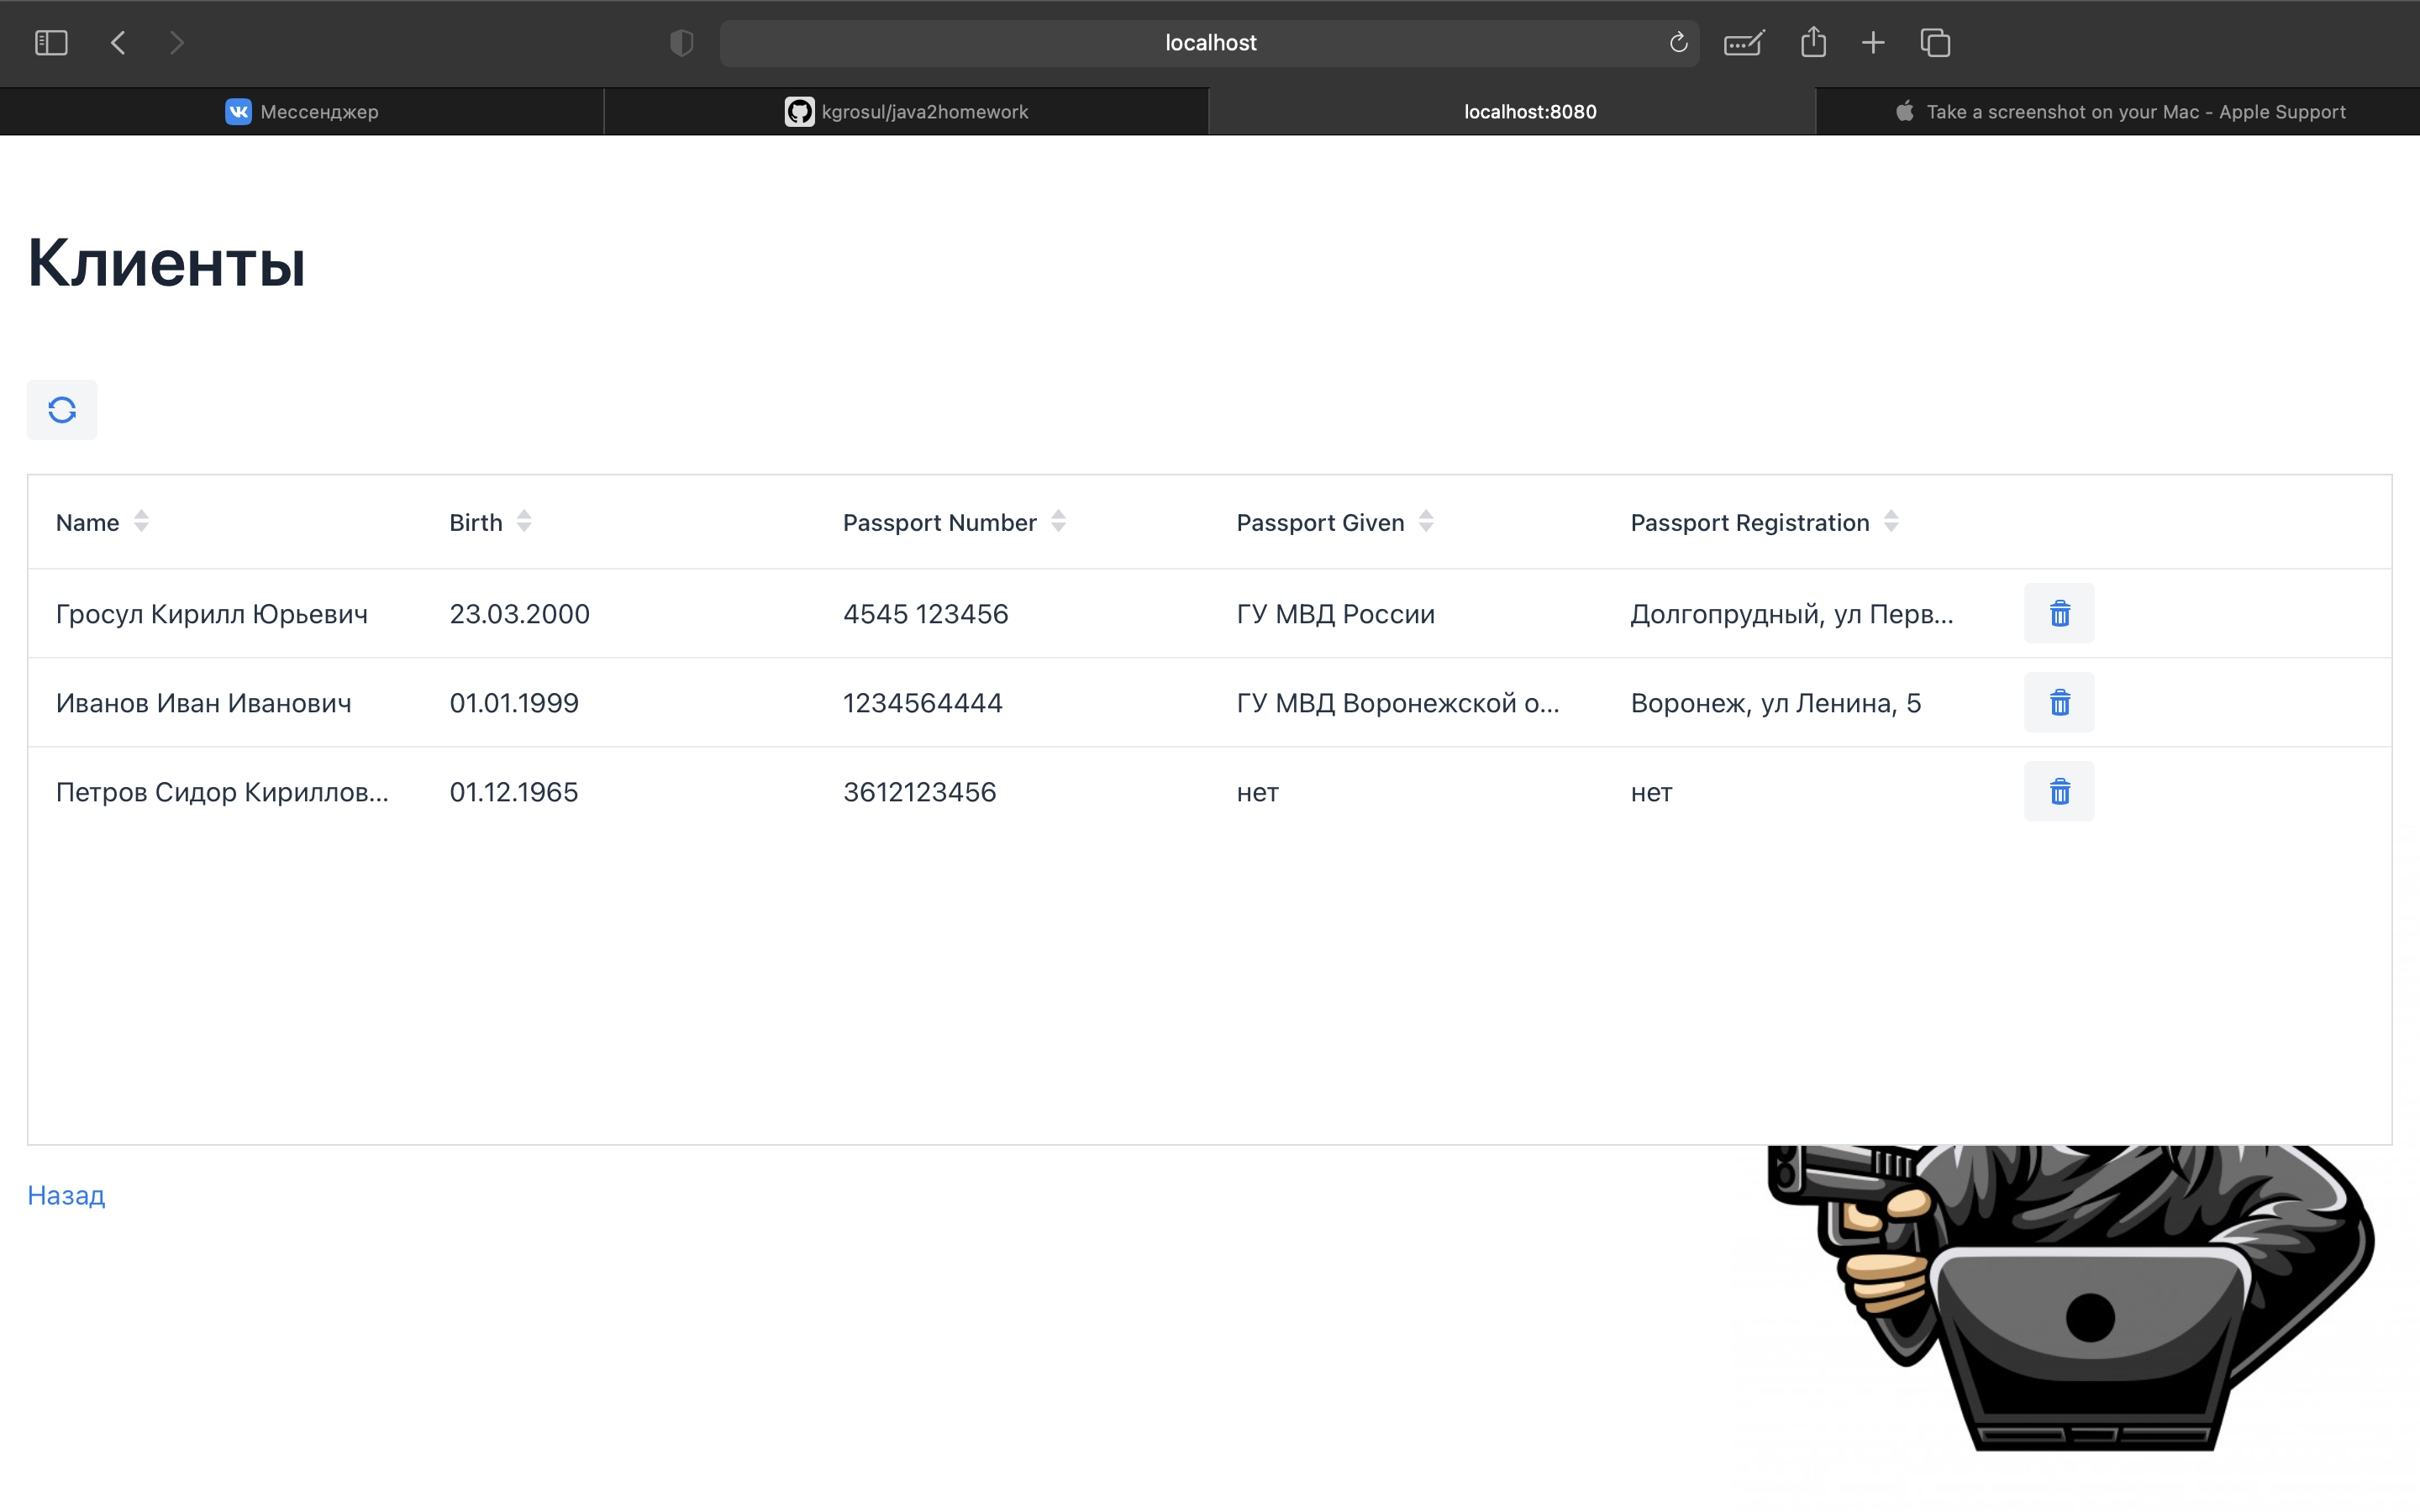 localhost
Мессенджер
kgrosul/java2homework
localhost:8080
Take a screenshot on your Mac - Apple Support
Клиенты
Name Birth Passport Number Passport Given Passport Registration
Гросул Кирилл Юрьевич 23.03.2000 4545 123456 ГУ МВД России Долгопрудный, ул Перв...
Иванов Иван Иванович 01.01.1999 1234564444 ГУ МВД Воронежской о... Воронеж, ул Ленина, 5
Петров Сидор Кириллов... 01.12.1965 3612123456 нет нет
Назад